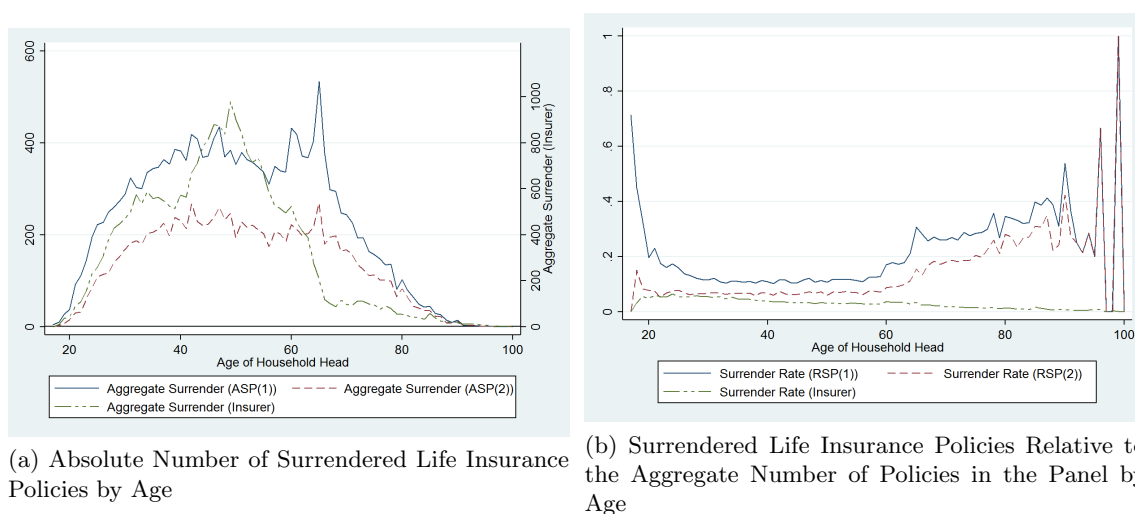 600
400
200
0
1000
800
600
400
200
0
Aggregate Surrender (Insurer)
20 40 60 80 100
Age of Household Head
Aggregate Surrender (ASP(1)) Aggregate Surrender (ASP(2))
Aggregate Surrender (Insurer)
(a) Absolute Number of Surrendered Life Insurance
Policies by Age
1
.8
.6
.4
.2
0
20 40 60 80 100
Age of Household Head
Surrender Rate (RSP(1)) Surrender Rate (RSP(2))
Surrender Rate (Insurer)
(b) Surrendered Life Insurance Policies Relative to
the Aggregate Number of Policies in the Panel by
Age